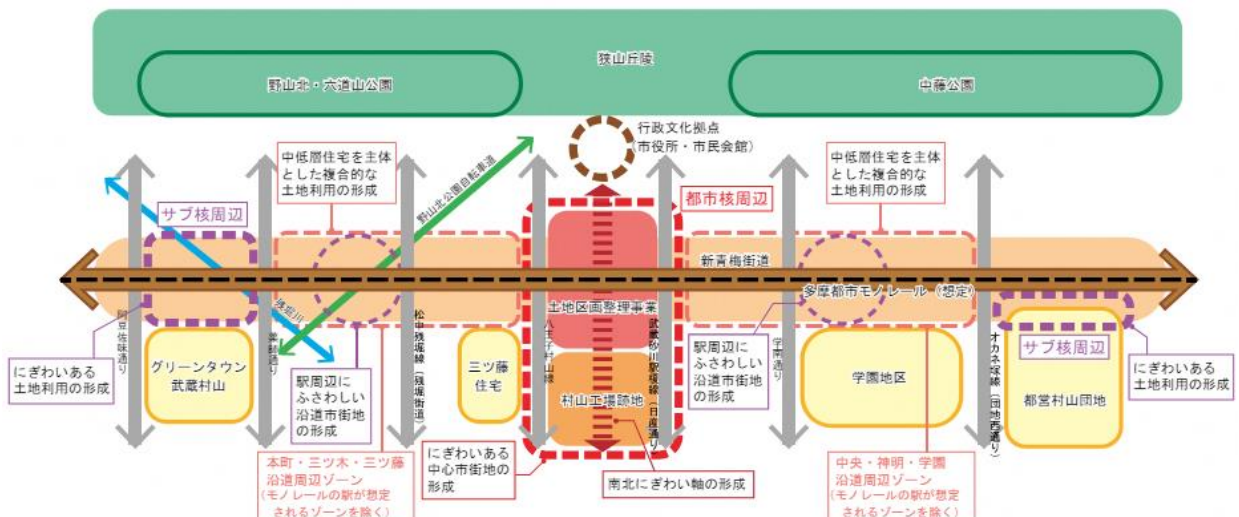 狭山丘陵
野山北・六道山公園
中藤公園
行政文化拠点
(市役所・市民会館)
中低層住宅を主体
とした複合的な
土地利用の形成
野山北公園自転車道
中低層住宅を主体
とした複合的な
土地利用の形成
サブ核周辺
都市核周辺
新青梅街道
多摩都市モノレール(想定)
土地区画整理事業
残堀川
阿豆佐味通り
薬師通り
松中残堀線(残堀街道)
八王子村山線
武蔵砂川駅榎線(日産通り)
学園通り
オカネ塚線(団地西通り)
にぎわいある
土地利用の形成
グリーンタウン
武蔵村山
駅周辺に
ふさわしい
沿道市街地
の形成
三ツ藤
住宅
村山工場跡地
駅周辺に
ふさわしい
沿道市街地
の形成
学園地区
サブ核周辺
都営村山団地
にぎわいある
土地利用の形成
本町・三ツ木・三ツ藤
沿道周辺ゾーン
(モノレールの駅が想定
されるゾーンを除く)
にぎわいある
中心市街地の
形成
南北にぎわい軸の形成
中央・神明・学園
沿道周辺ゾーン
(モノレールの駅が想定
されるゾーンを除く)